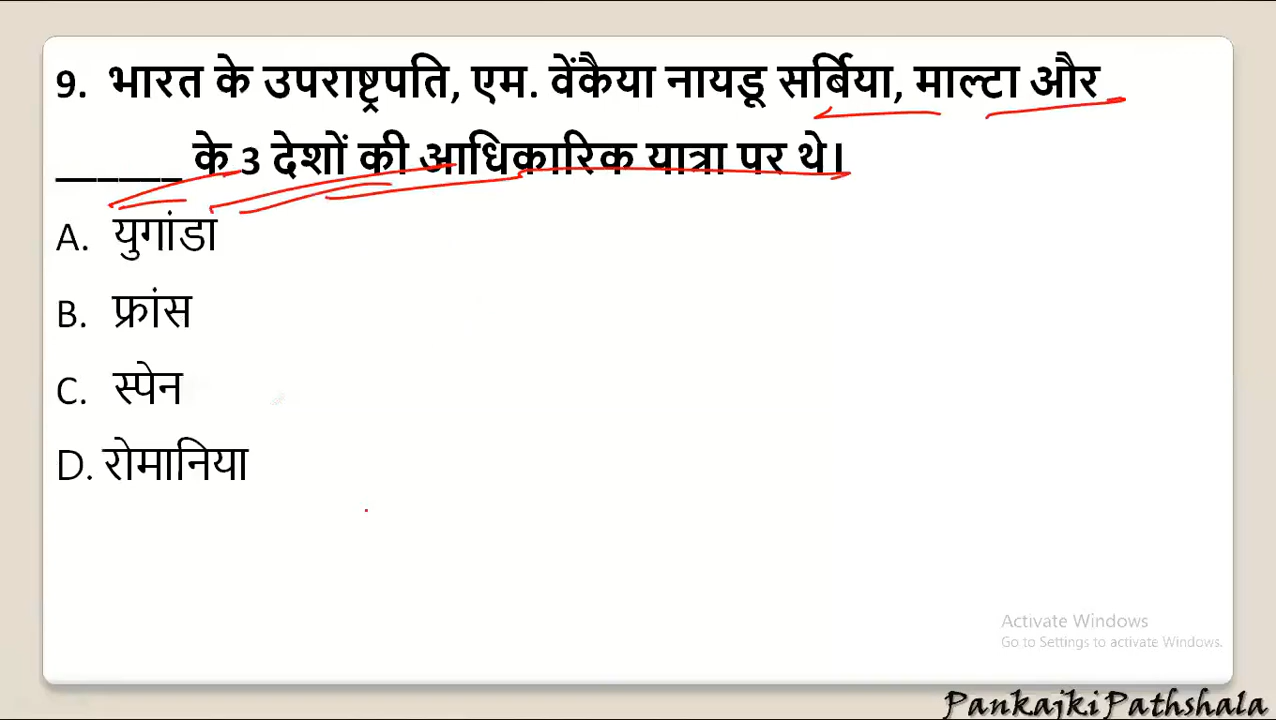 9. भारत के उपराष्ट्रपति, एम. वेंकैया नायडू सर्बिया, माल्टा और
______ के 3 देशों की आधिकारिक यात्रा पर थे।
A. युगांडा
B. फ्रांस
C. स्पेन
D. रोमानिया
Activate Windows
Go to Settings to activate Windows.
PankajkiPathshala